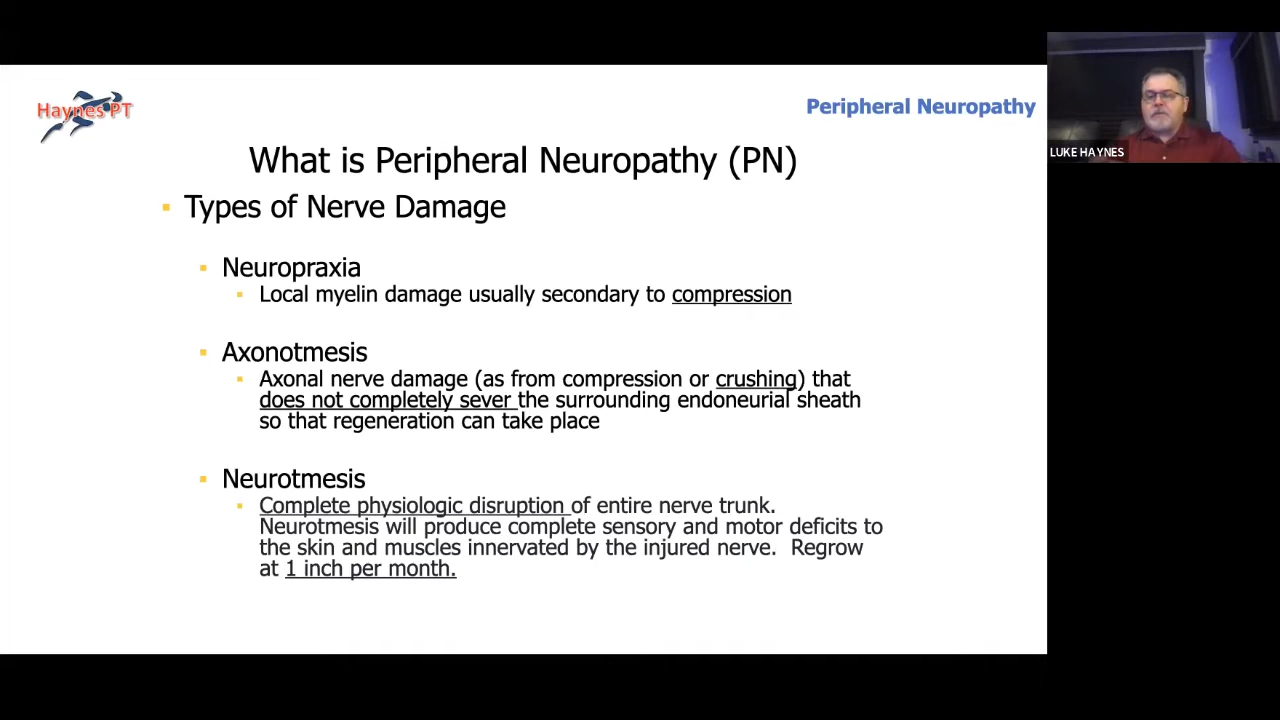 Haynes PT
Peripheral Neuropathy
LUKE HAYNES
What is Peripheral Neuropathy (PN)
▪ Types of Nerve Damage
▪ Neuropraxia
▪ Local myelin damage usually secondary to compression
▪ Axonotmesis
▪ Axonal nerve damage (as from compression or crushing) that
does not completely sever the surrounding endoneurial sheath
so that regeneration can take place
▪ Neurotmesis
▪ Complete physiologic disruption of entire nerve trunk.
Neurotmesis will produce complete sensory and motor deficits to
the skin and muscles innervated by the injured nerve.  Regrow
at 1 inch per month.